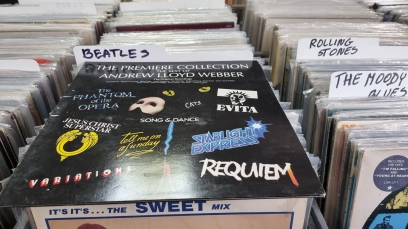 BEATLES
ROLLING STONES
THE MOODY BLUES
THE PREMIERE COLLECTION
ANDREW LLOYD WEBBER
THE PHANTOM of the OPERA
CATS
EVITA
SONG & DANCE
JESUS CHRIST SUPERSTAR
tell me on a sunday
STARLIGHT EXPRESS
VARIATION
REQUIEM
IT'S IT'S... THE SWEET MIX